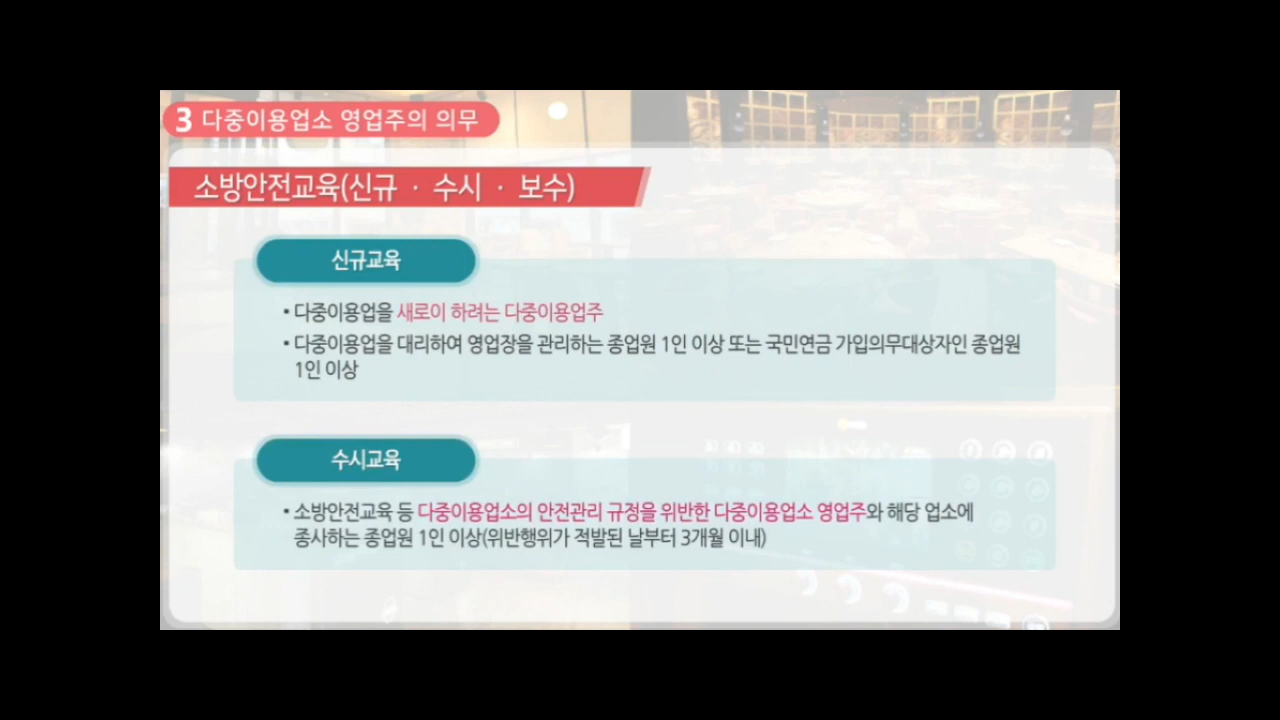 3 다중이용업소 영업주의 의무
소방안전교육(신규 · 수시 · 보수)
신규교육
• 다중이용업을 새로이 하려는 다중이용업주
• 다중이용업을 대리하여 영업장을 관리하는 종업원 1인 이상 또는 국민연금 가입의무대상자인 종업원
1인 이상
수시교육
• 소방안전교육 등 다중이용업소의 안전관리 규정을 위반한 다중이용업소 영업주와 해당 업소에
종사하는 종업원 1인 이상(위반행위가 적발된 날부터 3개월 이내)